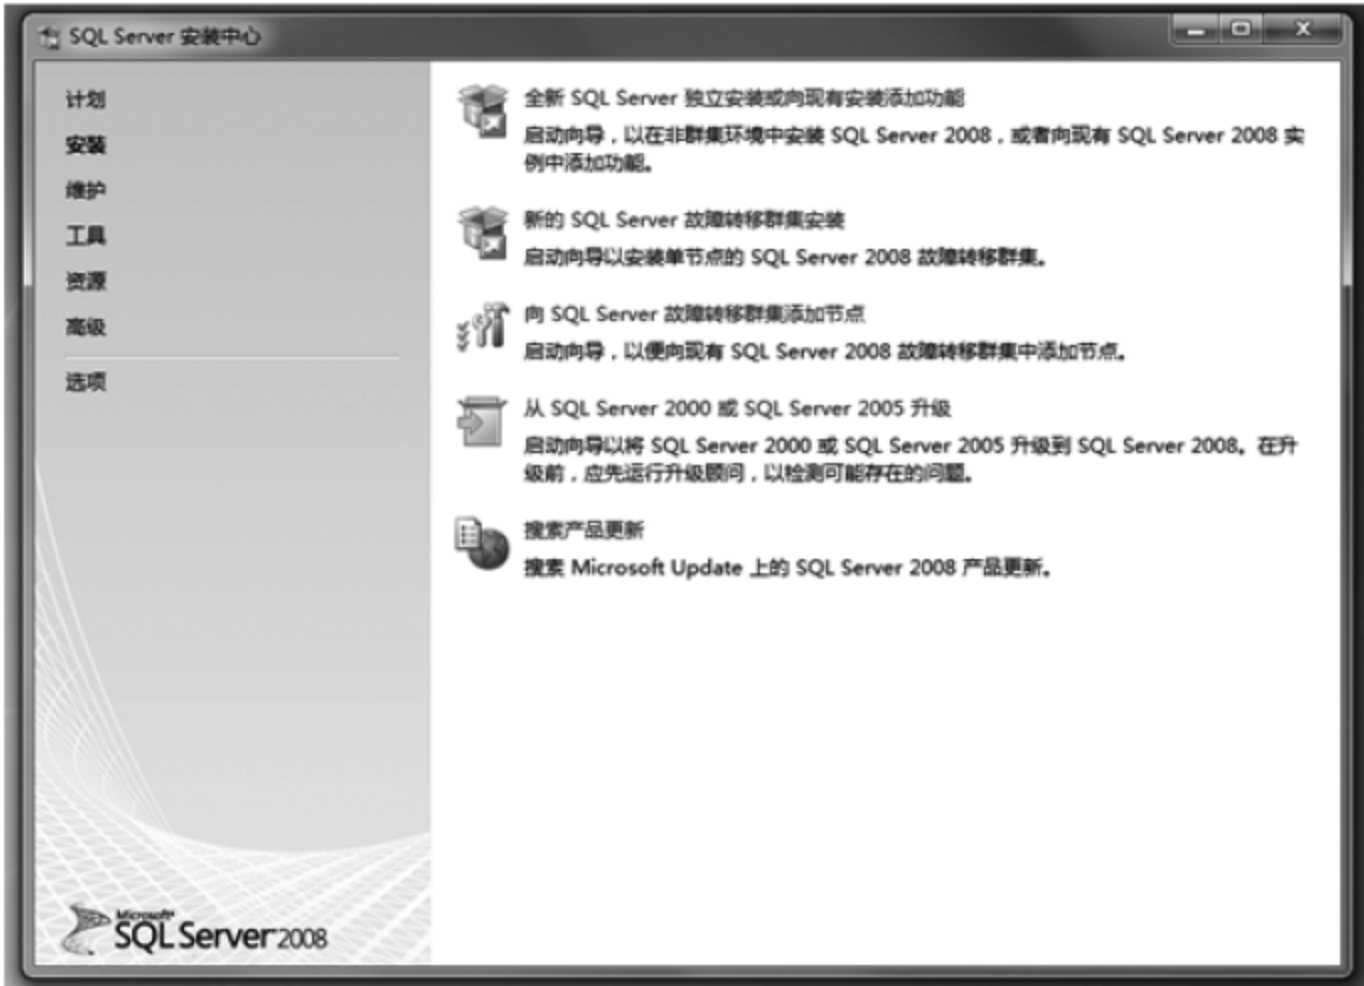 SQL Server 安装中心
计划
安装
维护
工具
资源
高级
选项
全新 SQL Server 独立安装或向现有安装添加功能
启动向导，以在非群集环境中安装 SQL Server 2008，或者向现有 SQL Server 2008 实
例中添加功能。
新的 SQL Server 故障转移群集安装
启动向导以安装单节点的 SQL Server 2008 故障转移群集。
向 SQL Server 故障转移群集添加节点
启动向导，以便向现有 SQL Server 2008 故障转移群集中添加节点。
从 SQL Server 2000 或 SQL Server 2005 升级
启动向导以将 SQL Server 2000 或 SQL Server 2005 升级到 SQL Server 2008。在升
级前，应先运行升级顾问，以检测可能存在的问题。
搜索产品更新
搜索 Microsoft Update 上的 SQL Server 2008 产品更新。
Microsoft
SQL Server 2008